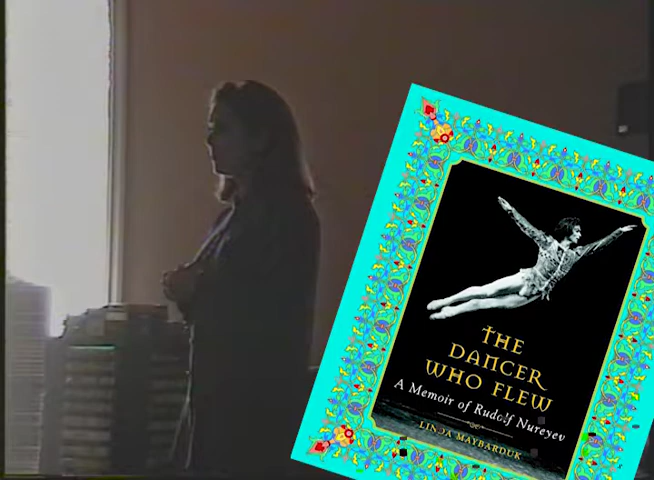 THE
DANCER
WHO FLEW
A Memoir of Rudolf Nureyev
LINDA MAYBARDUK